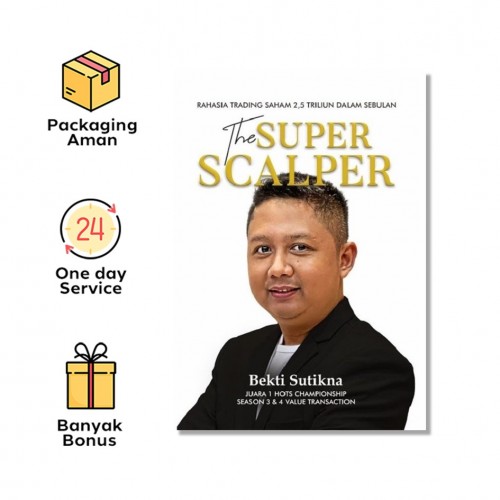 Packaging
Aman
24
One day
Service
Banyak
Bonus
RAHASIA TRADING SAHAM 2,5 TRILIUN DALAM SEBULAN
The SUPER
SCALPER
Bekti Sutikna
JUARA 1 HOTS CHAMPIONSHIP
SEASON 3 & 4 VALUE TRANSACTION